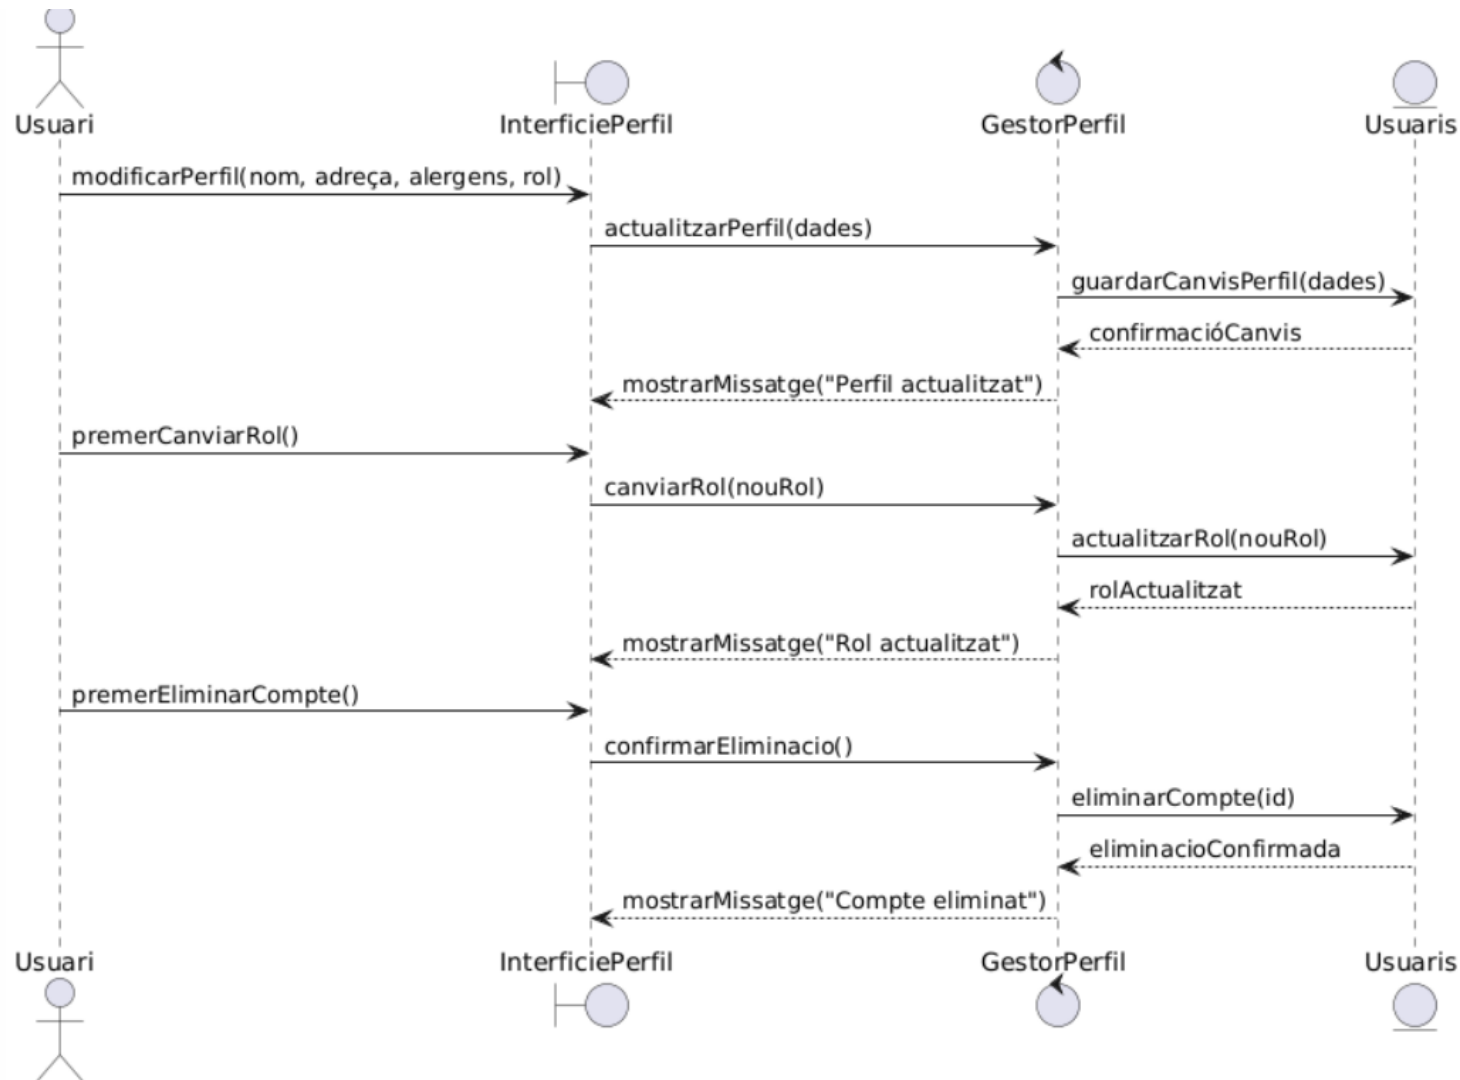 Usuari
InterficiePerfil
GestorPerfil
Usuaris
modificarPerfil(nom, adreça, alergens, rol)
actualitzarPerfil(dades)
guardarCanvisPerfil(dades)
confirmacióCanvis
mostrarMissatge("Perfil actualitzat")
premerCanviarRol()
canviarRol(nouRol)
actualitzarRol(nouRol)
rolActualitzat
mostrarMissatge("Rol actualitzat")
premerEliminarCompte()
confirmarEliminacio()
eliminarCompte(id)
eliminacioConfirmada
mostrarMissatge("Compte eliminat")
Usuari
InterficiePerfil
GestorPerfil
Usuaris